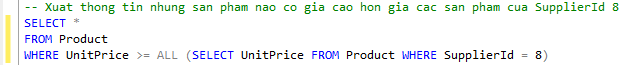 -- Xuat thong tin nhung san pham nao co gia cao hon gia cac san pham cua SupplierId 8
SELECT *
FROM Product
WHERE UnitPrice >= ALL (SELECT UnitPrice FROM Product WHERE SupplierId = 8)